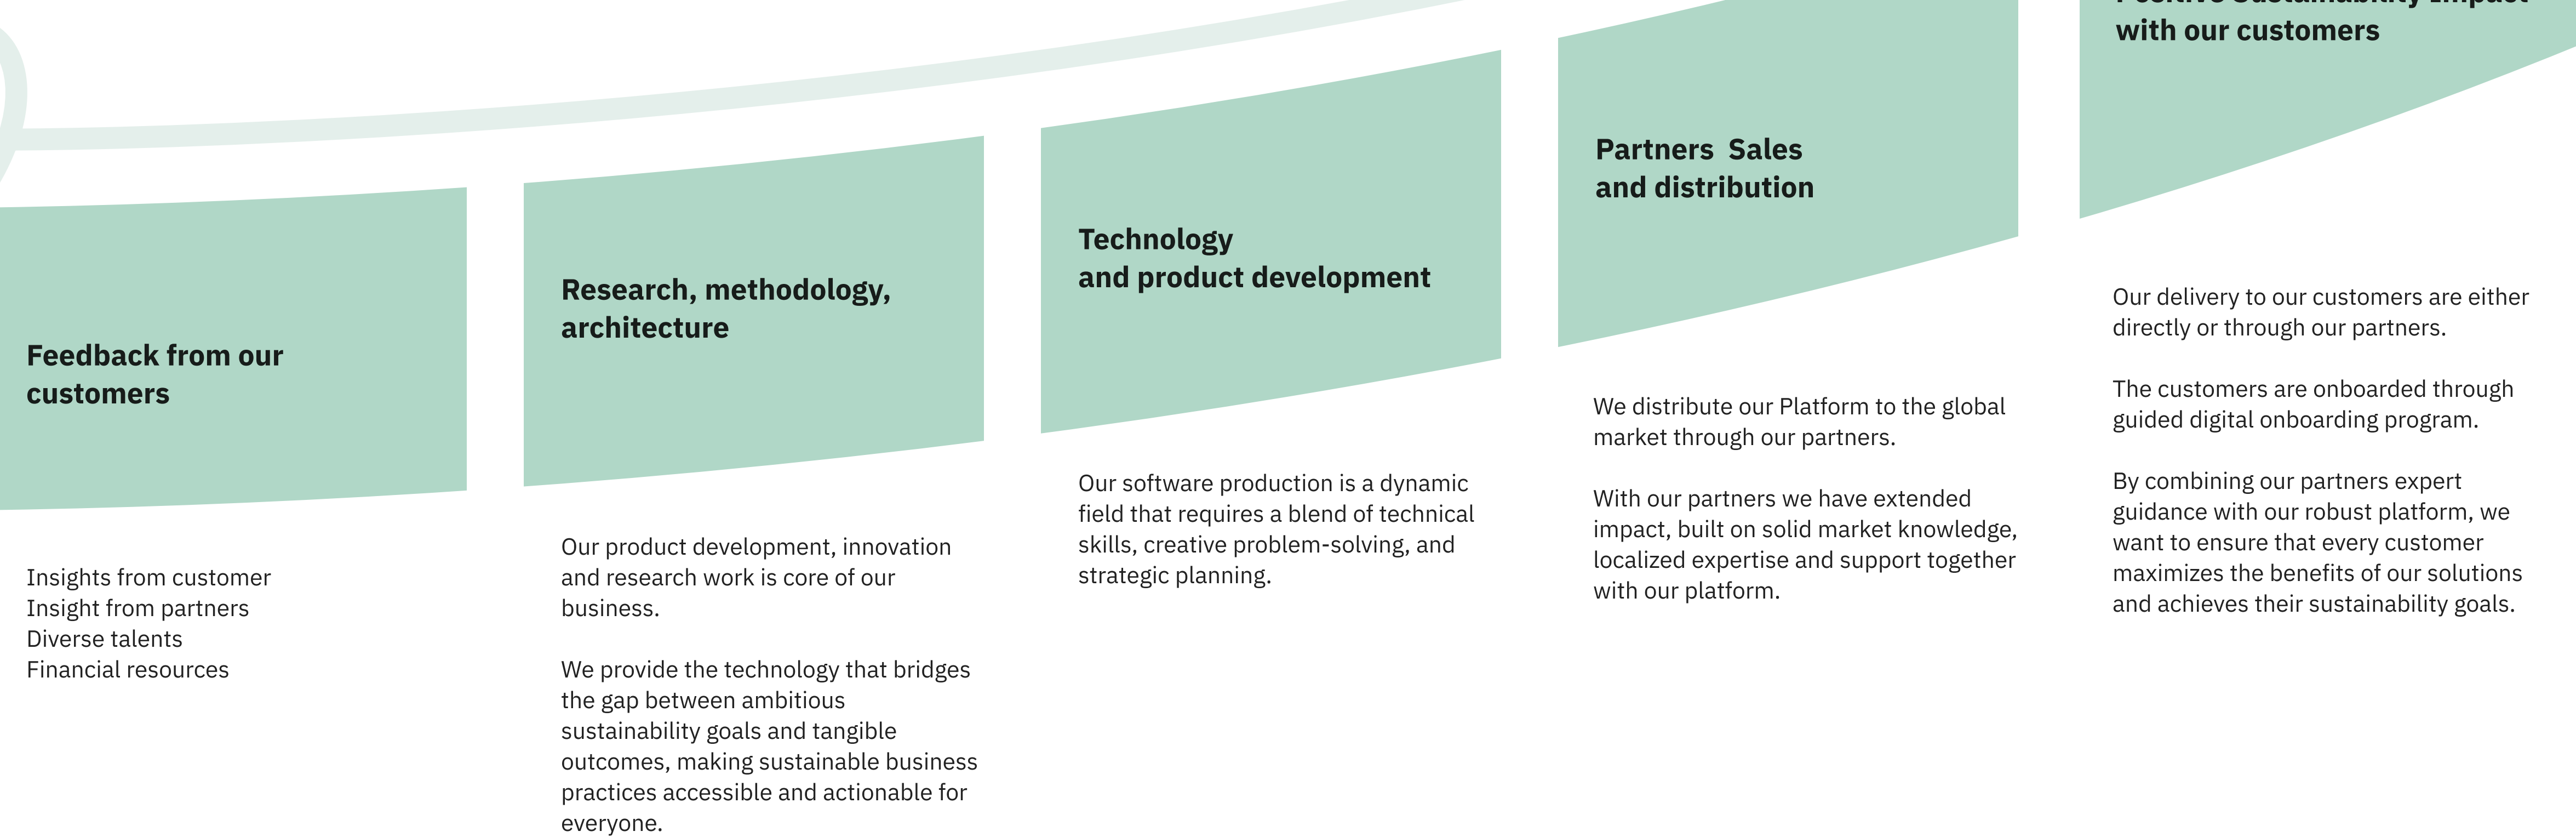 Feedback from our
customers
Insights from customer
Insight from partners
Diverse talents
Financial resources
Research, methodology,
architecture
Our product development, innovation
and research work is core of our
business.
We provide the technology that bridges
the gap between ambitious
sustainability goals and tangible
outcomes, making sustainable business
practices accessible and actionable for
everyone.
Technology
and product development
Our software production is a dynamic
field that requires a blend of technical
skills, creative problem-solving, and
strategic planning.
Partners  Sales
and distribution
We distribute our Platform to the global
market through our partners.
With our partners we have extended
impact, built on solid market knowledge,
localized expertise and support together
with our platform.
Positive Sustainability Impact
with our customers
Our delivery to our customers are either
directly or through our partners.
The customers are onboarded through
guided digital onboarding program.
By combining our partners expert
guidance with our robust platform, we
want to ensure that every customer
maximizes the benefits of our solutions
and achieves their sustainability goals.